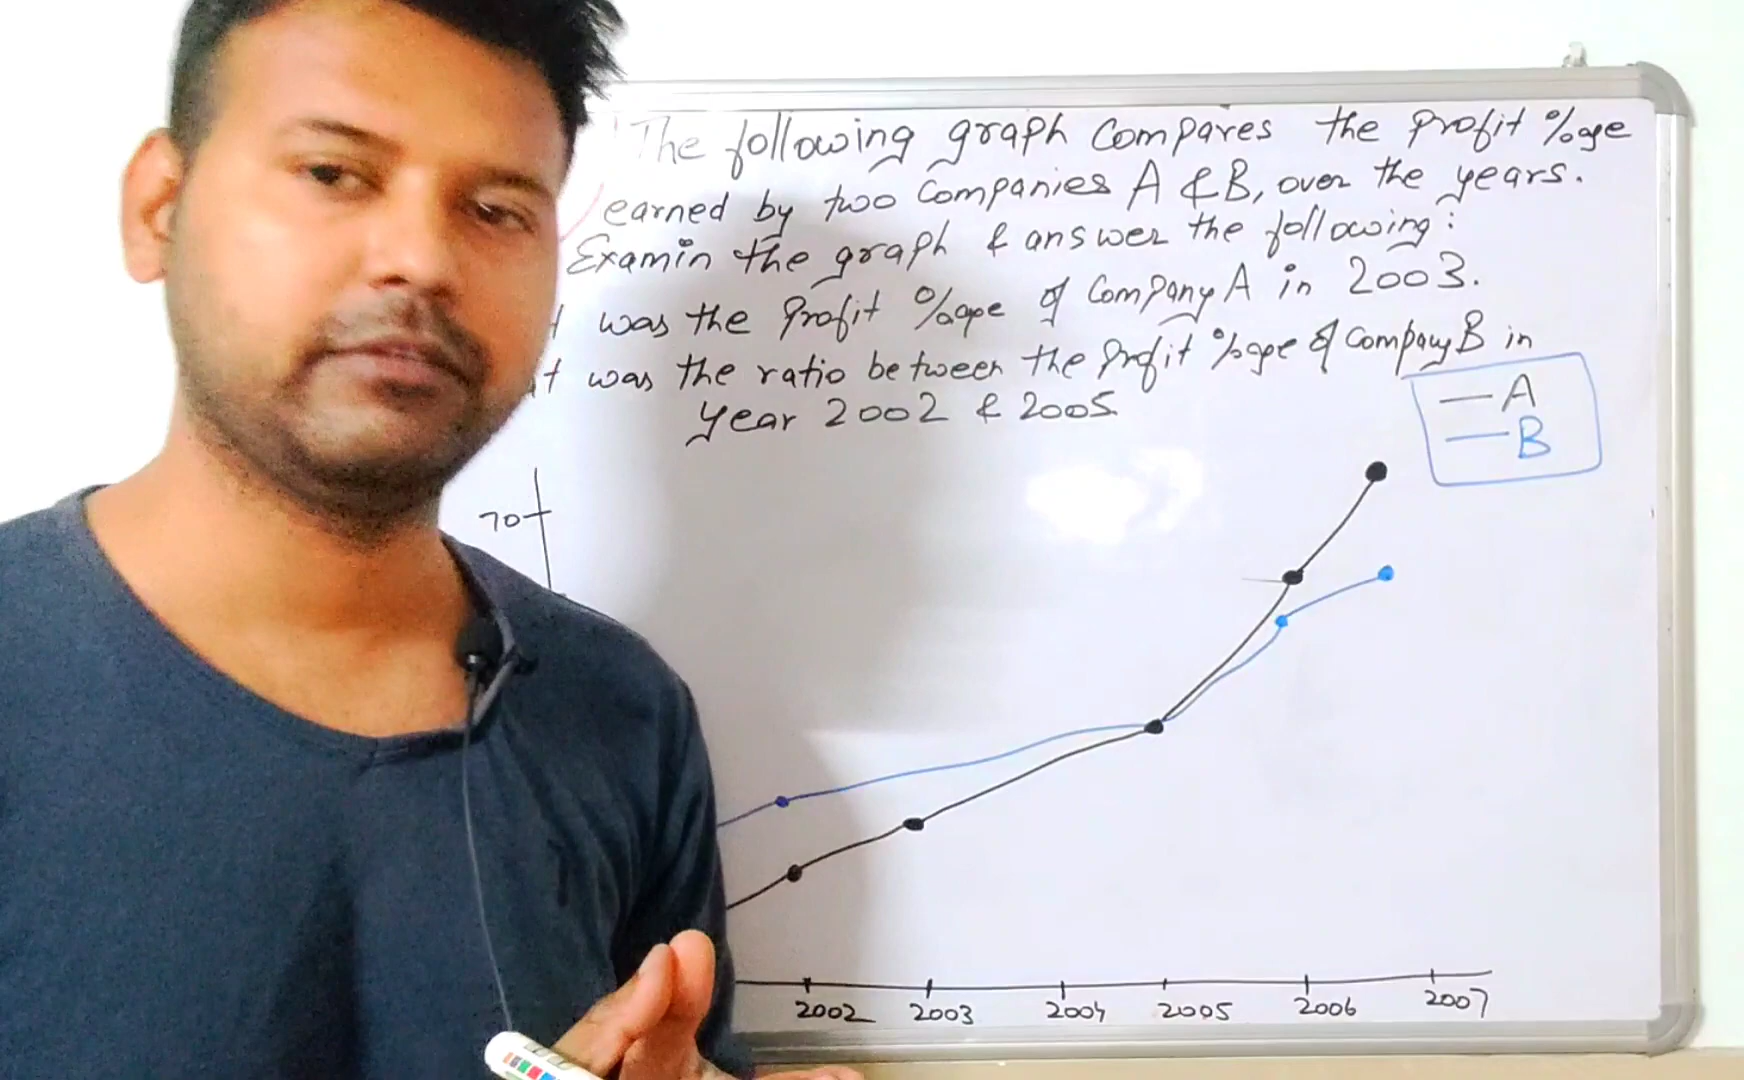 The following graph compares the profit %age
earned by two companies A & B, over the years.
Examin the graph & answer the following:
was the profit %age of Company A in 2003.
was the ratio between the profit %age of company B in
year 2002 & 2005
A
B
70
2002 2003 2004 2005 2006 2007